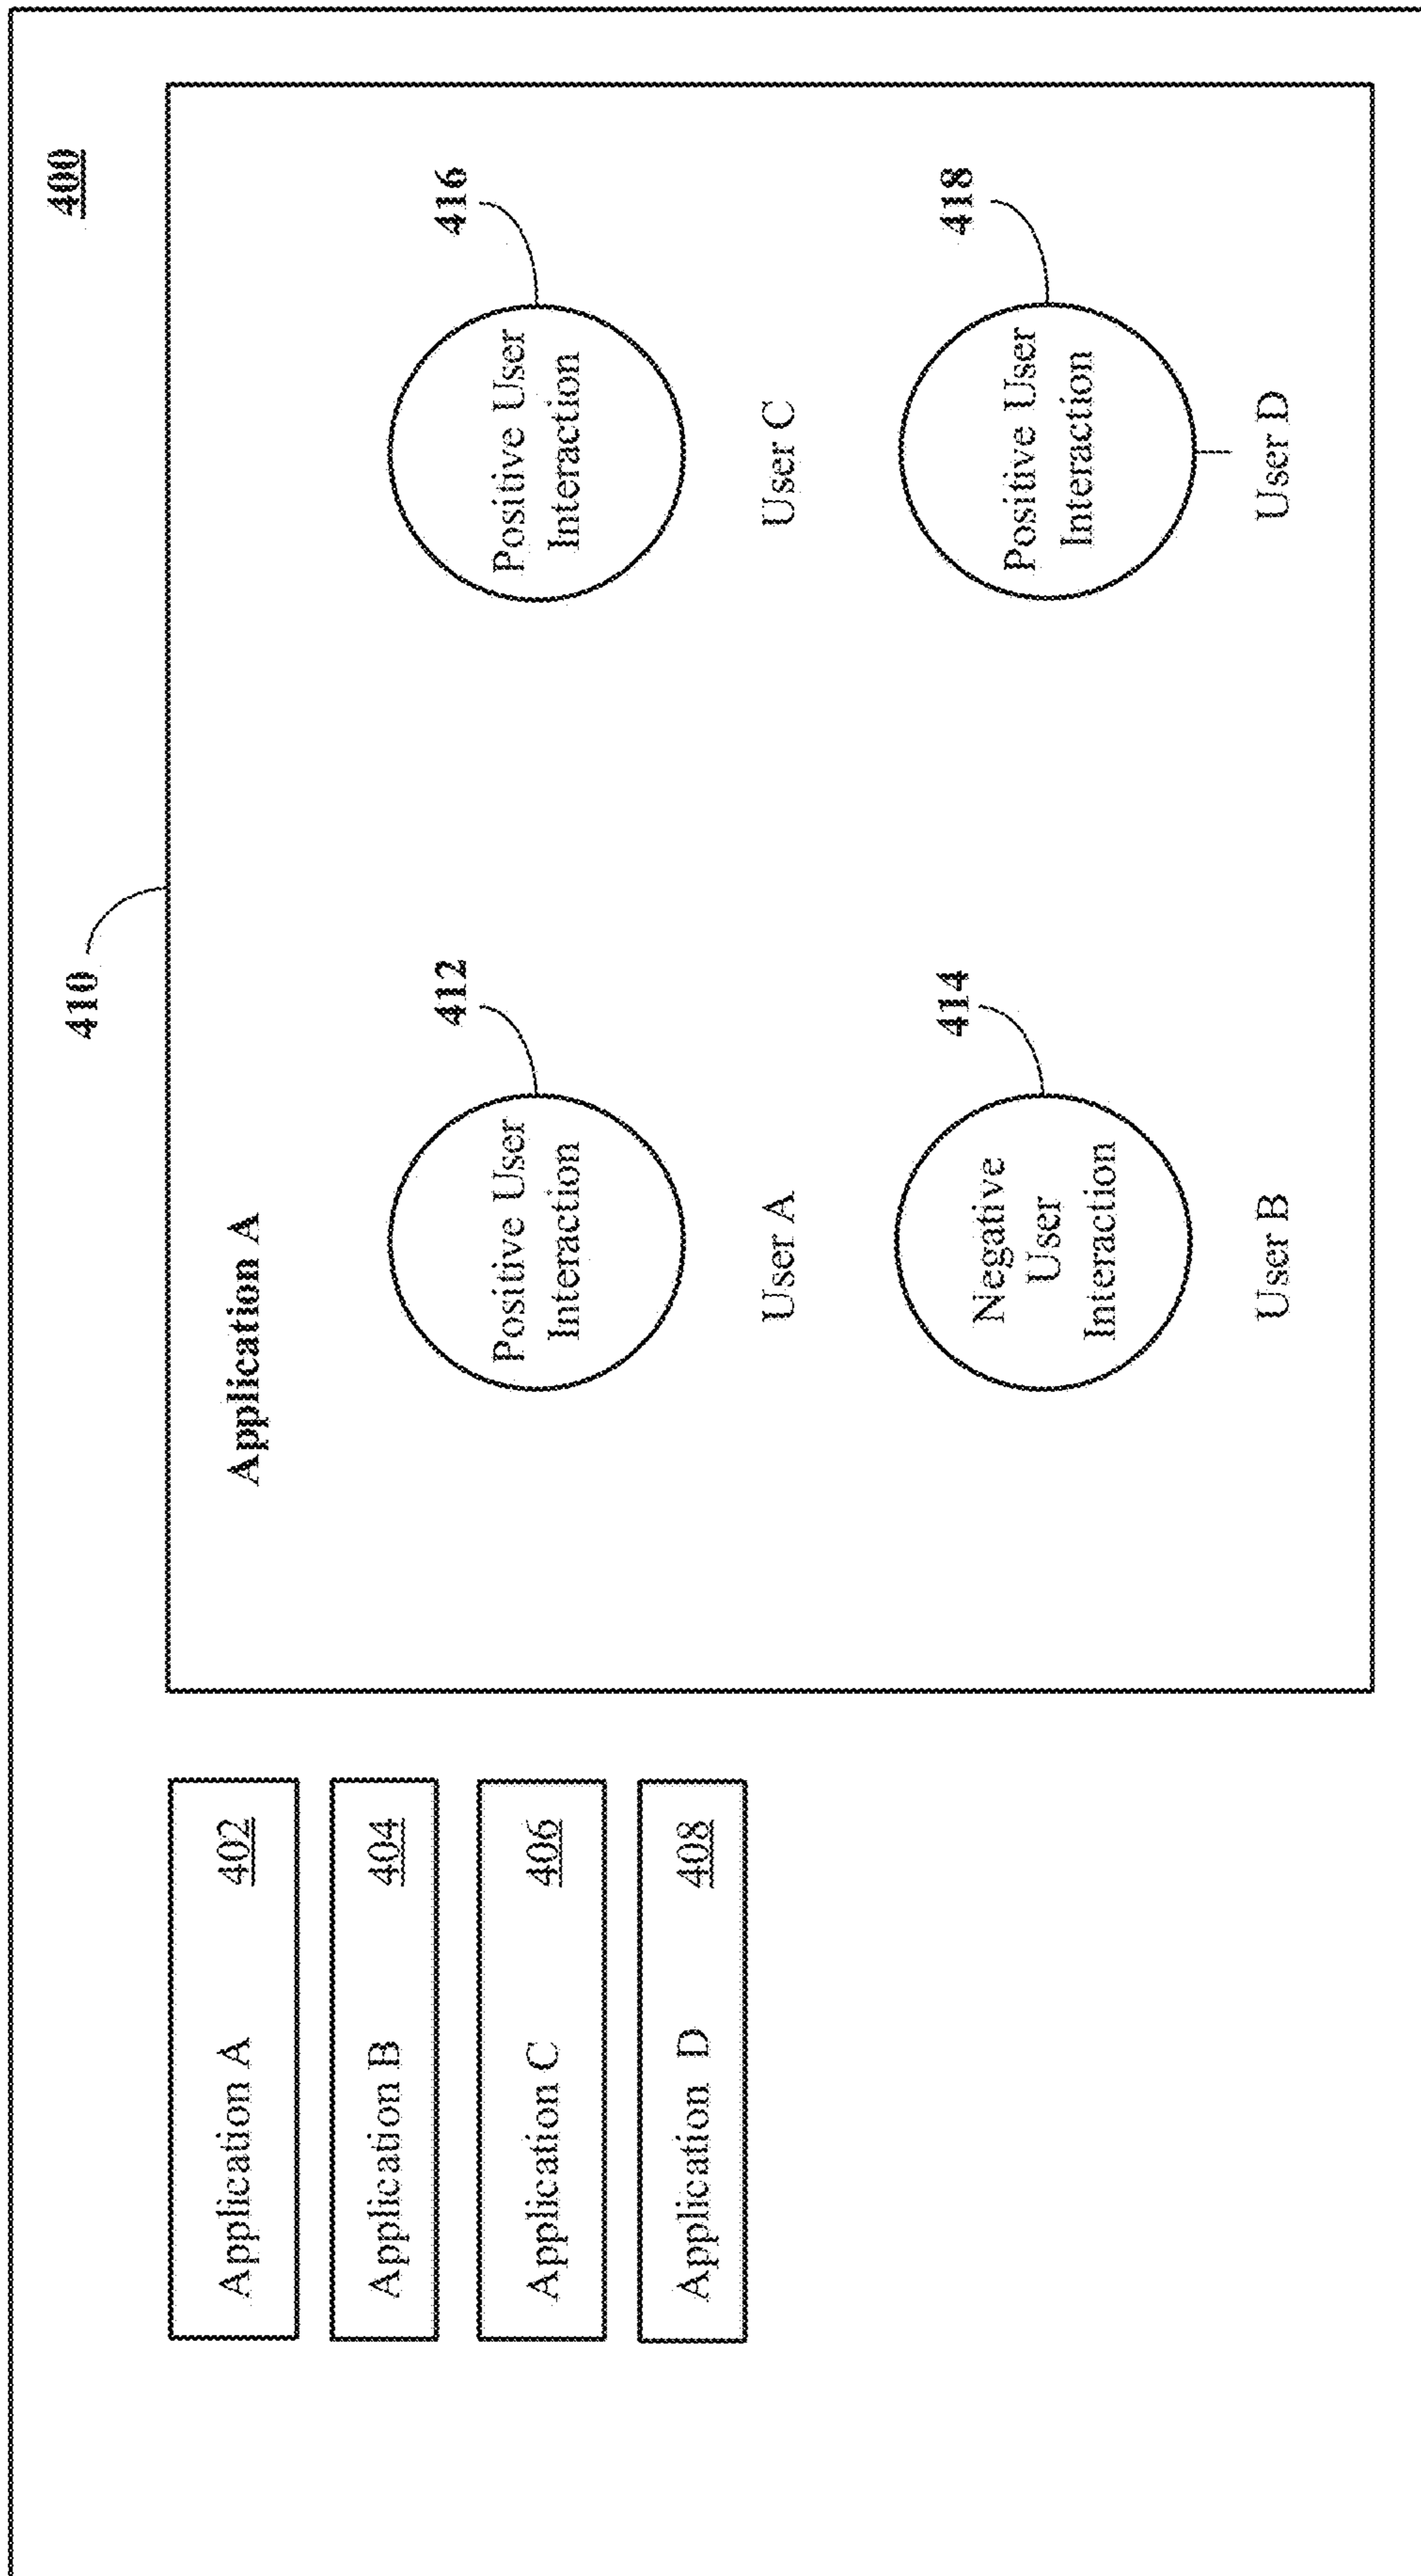 400
410
Application A 402
Application B 404
Application C 406
Application D 408
Application A
412
Positive User
Interaction
User A
416
Positive User
Interaction
User C
414
Negative
User
Interaction
User B
418
Positive User
Interaction
User D